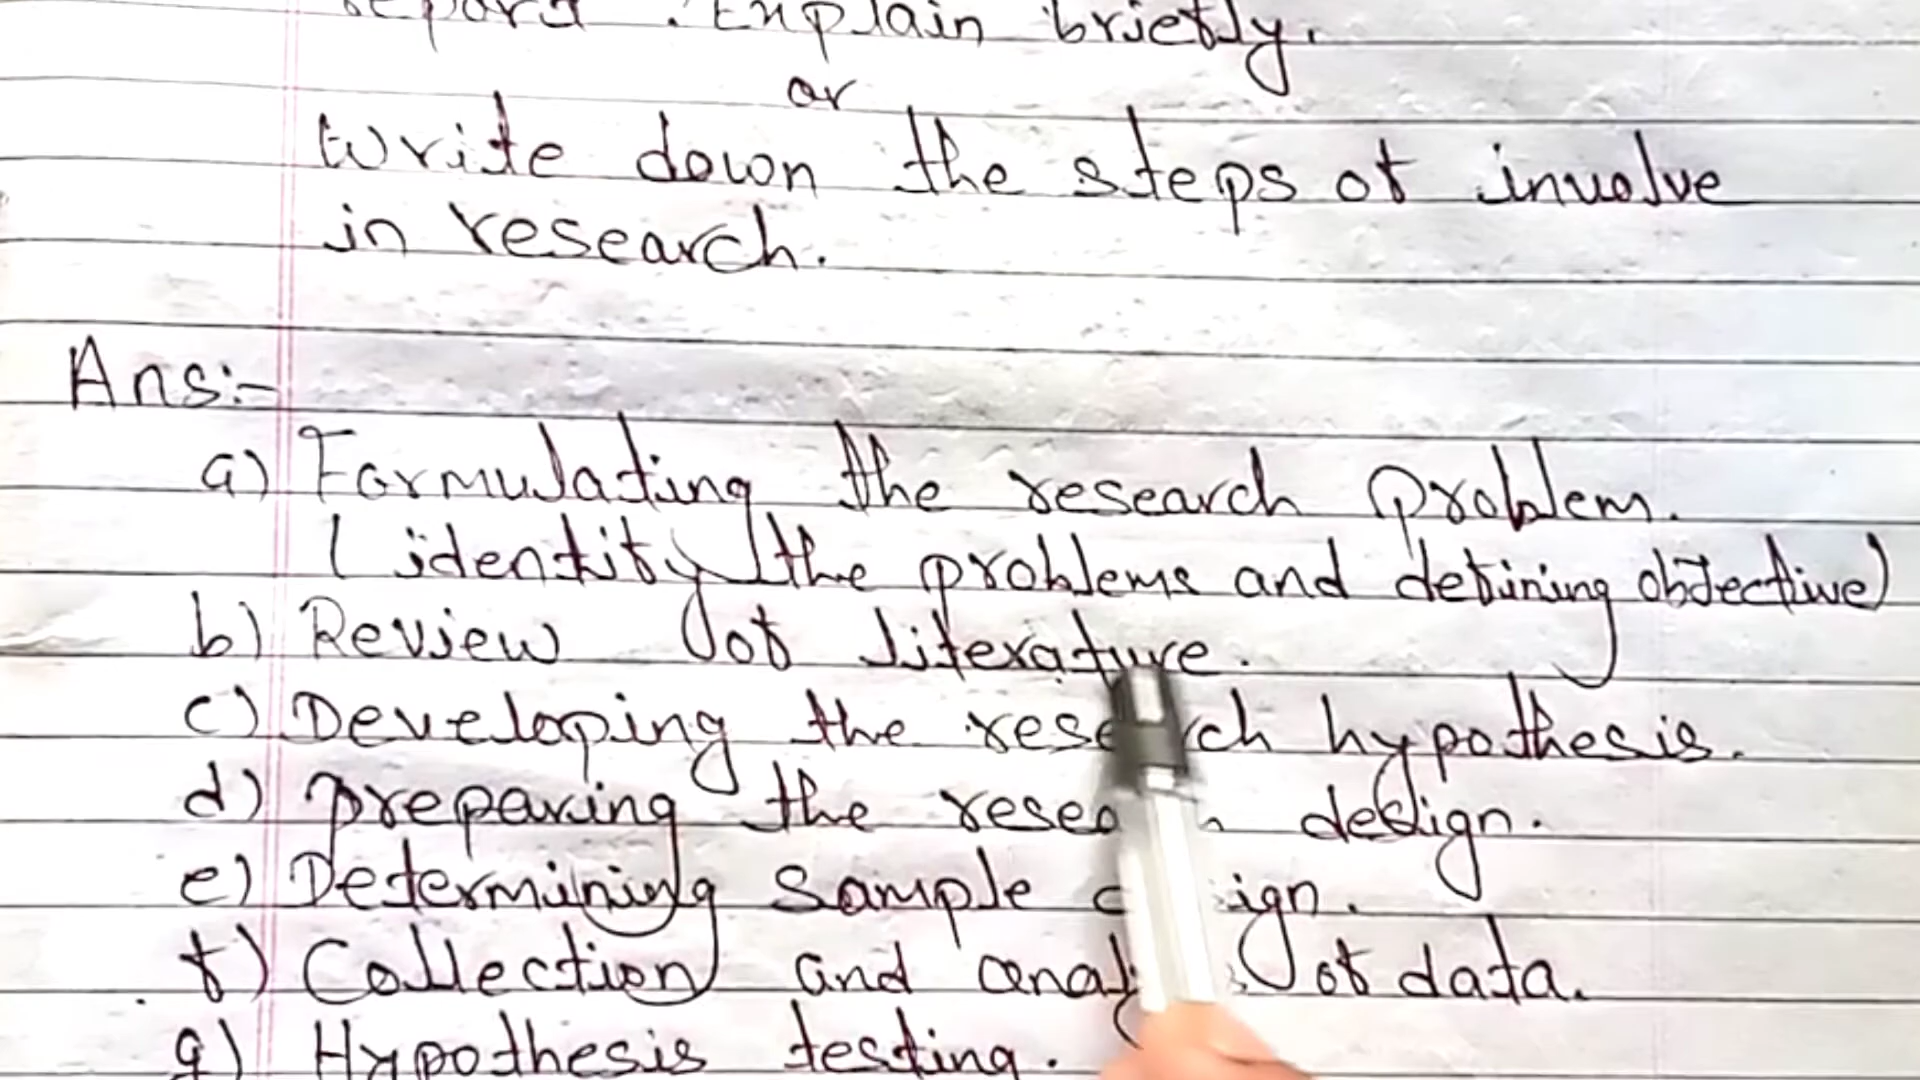 Explain briefly.
or
Write down the steps of involve
in research.
Ans:-
a) Formulating the research problem.
( identify the problems and defining objective)
b) Review of literature.
c) Developing the research hypothesis.
d) preparing the design.
e) Determining sample
f) Collection and of data.
g) Hypothesis testing.